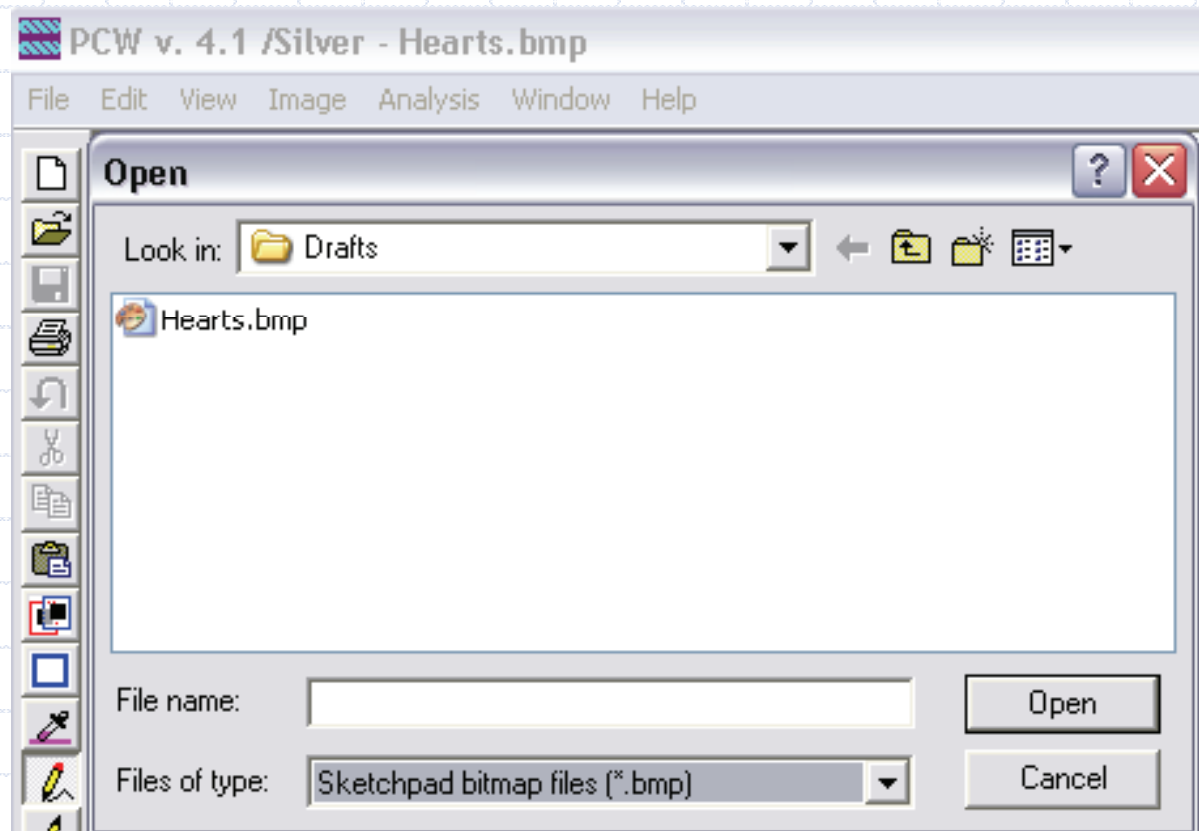 PCW v. 4.1 /Silver - Hearts.bmp
File Edit View Image Analysis Window Help
Open ?
Look in: Drafts
Hearts.bmp
File name: Open
Files of type: Sketchpad bitmap files (*.bmp) Cancel